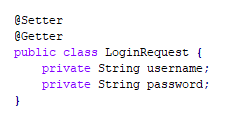 @Setter
@Getter
public class LoginRequest {
    private String username;
    private String password;
}